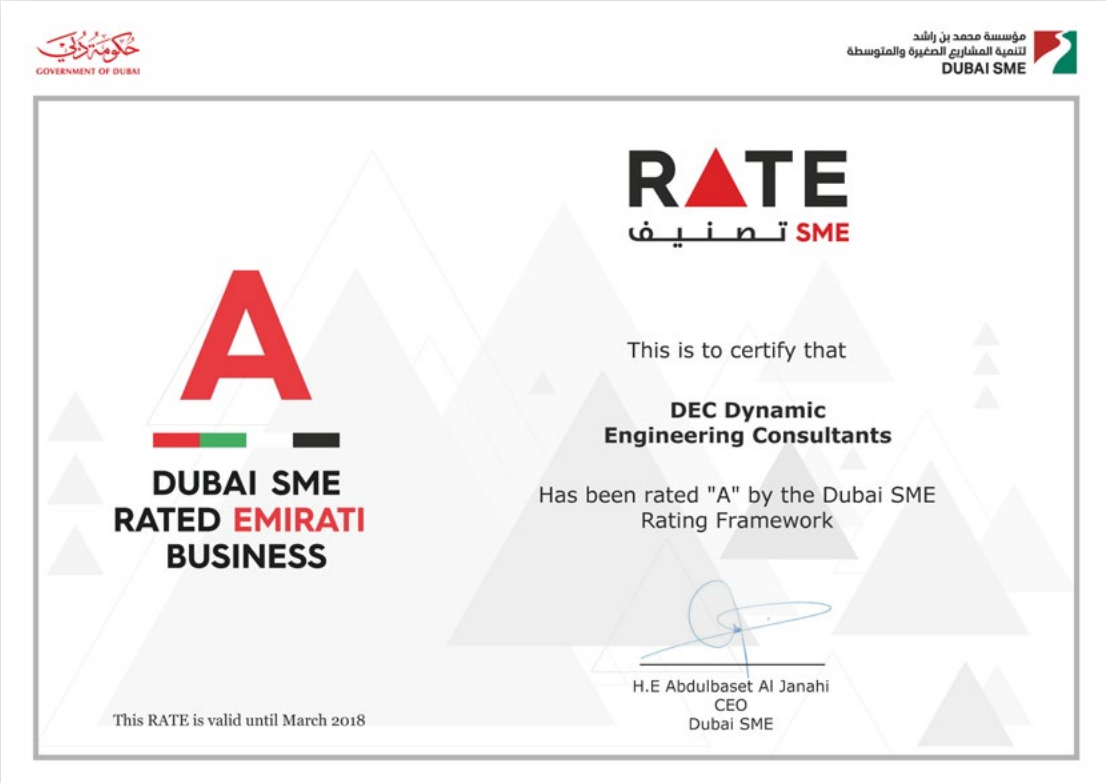 حكومة دبي
GOVERNMENT OF DUBAI
مؤسسة محمد بن راشد
لتنمية المشاريع الصغيرة والمتوسطة
DUBAI SME
RATE
تصنيف SME
A
DUBAI SME
RATED EMIRATI
BUSINESS
This is to certify that
DEC Dynamic
Engineering Consultants
Has been rated "A" by the Dubai SME
Rating Framework
H.E Abdulbaset Al Janahi
CEO
Dubai SME
This RATE is valid until March 2018